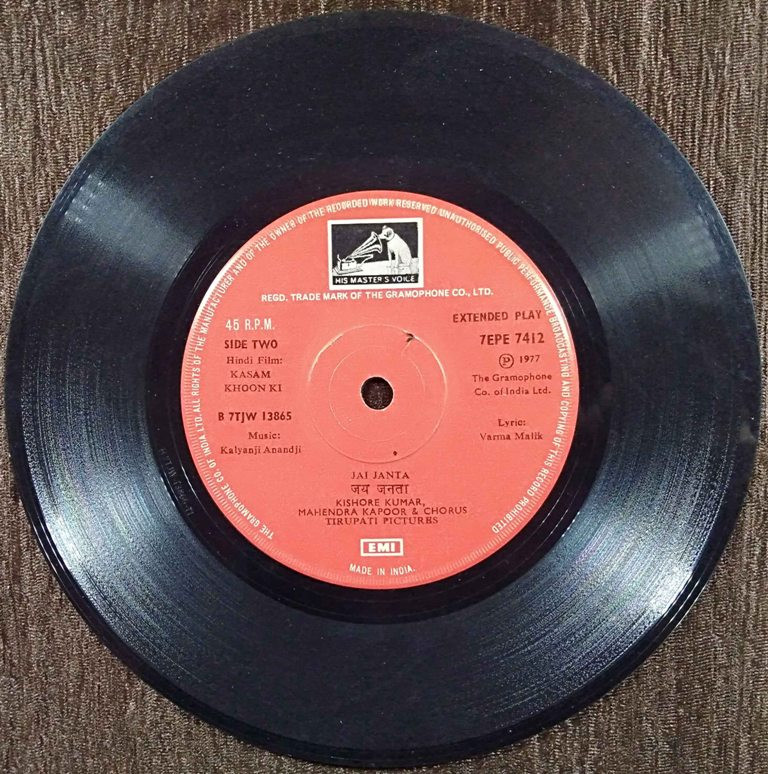 THE GRAMOPHONE CO. OF INDIA LTD. ALL RIGHTS OF THE MANUFACTURER AND OF THE OWNER OF THE RECORDED WORK RESERVED UNAUTHORISED PUBLIC PERFORMANCE BROADCASTING AND COPYING OF THIS RECORD PROHIBITED
HIS MASTER'S VOICE
REGD. TRADE MARK OF THE GRAMOPHONE CO., LTD.
45 R.P.M.
SIDE TWO
Hindi Film:
KASAM
KHOON KI
B 7TJW 13865
Music:
Kalyanji Anandji
EXTENDED PLAY
7EPE 7412
Ⓟ 1977
The Gramophone
Co. of India Ltd.
Lyric:
Varma Malik
JAI JANTA
जय जनता
KISHORE KUMAR,
MAHENDRA KAPOOR & CHORUS
TIRUPATI PICTURES
EMI
MADE IN INDIA.